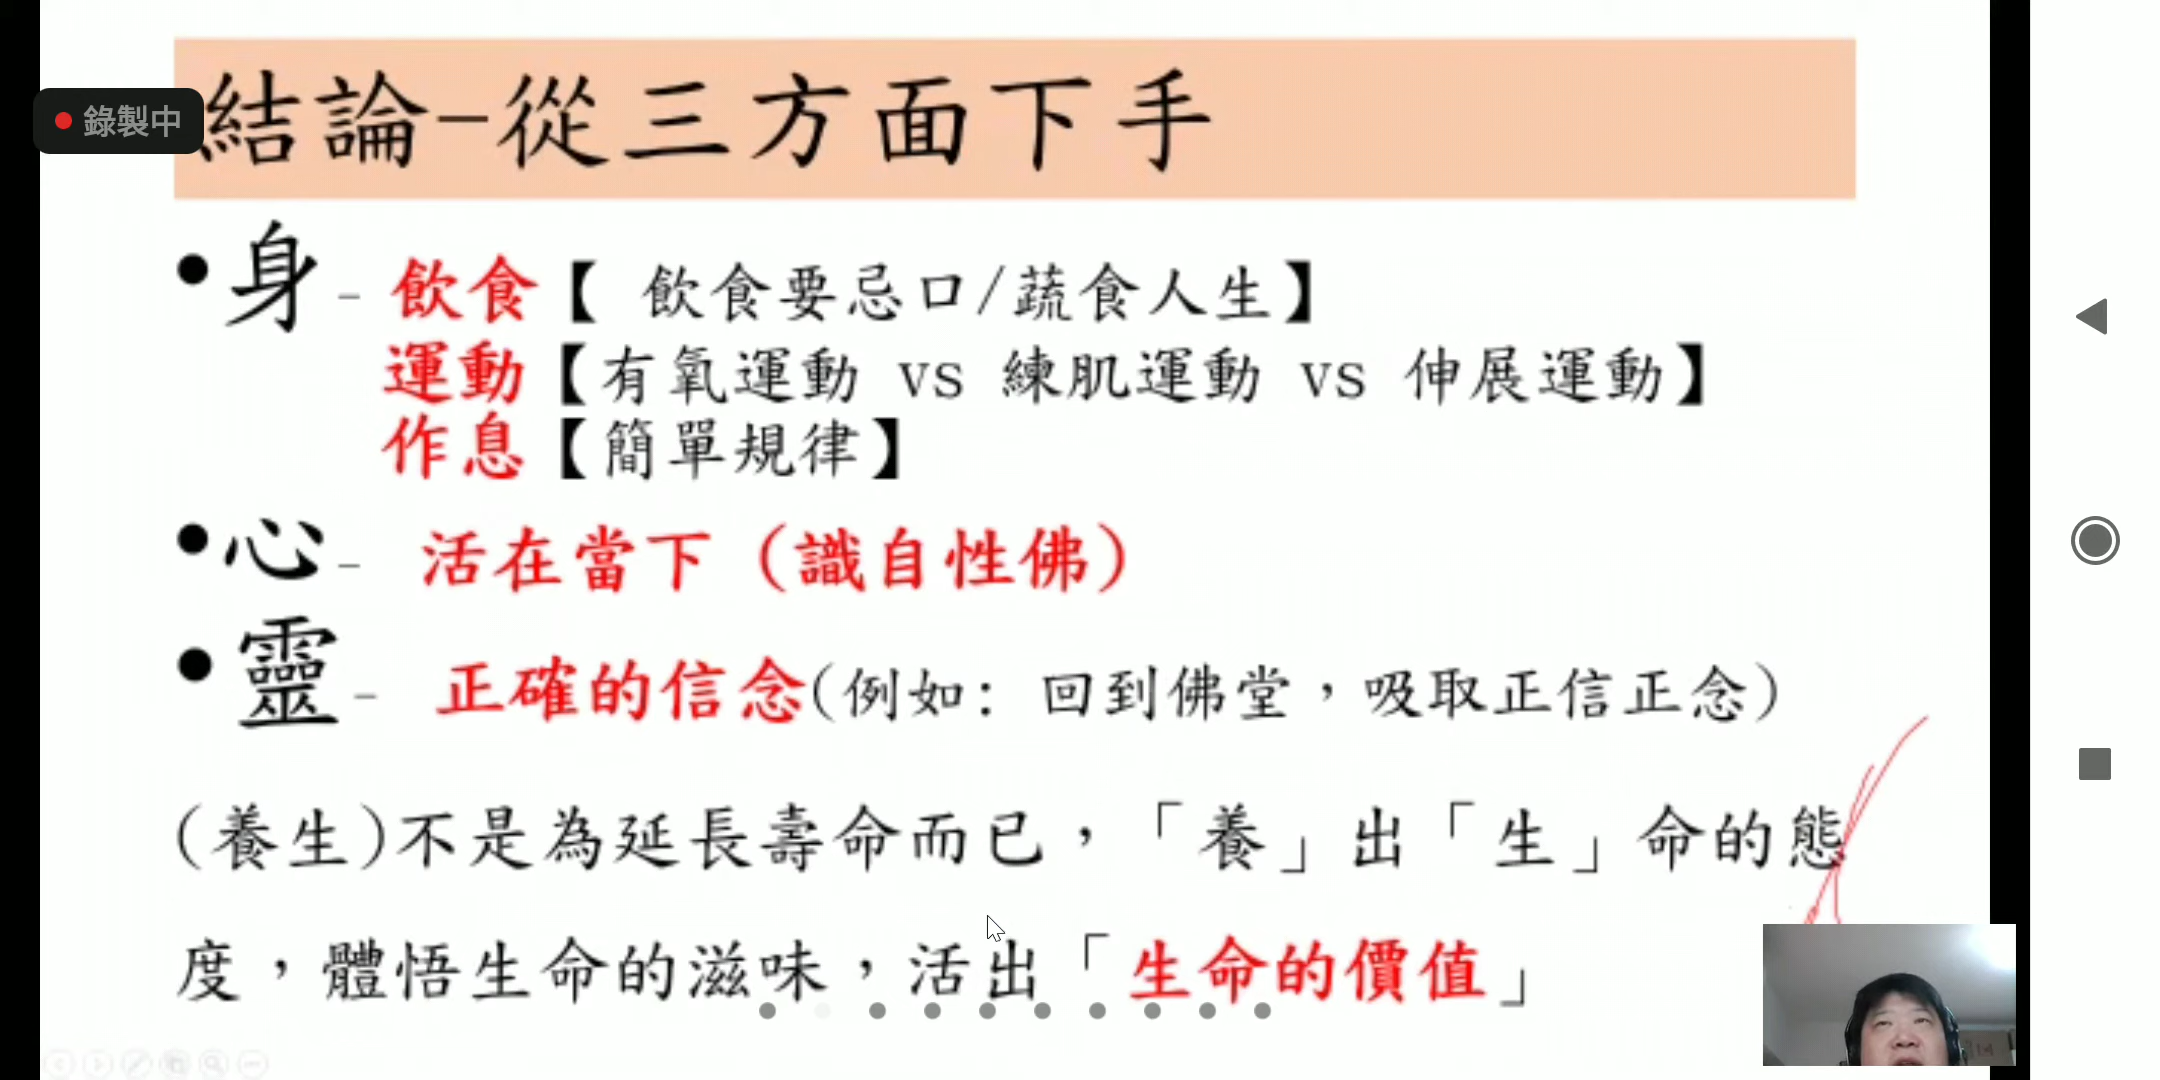 結論-從三方面下手
錄製中
•身- 飲食【 飲食要忌口/蔬食人生】
運動【有氧運動 vs 練肌運動 vs 伸展運動】
作息【簡單規律】
•心- 活在當下（識自性佛）
•靈- 正確的信念(例如: 回到佛堂，吸取正信正念)
(養生)不是為延長壽命而已，「養」出「生」命的態
度，體悟生命的滋味，活出「生命的價值」